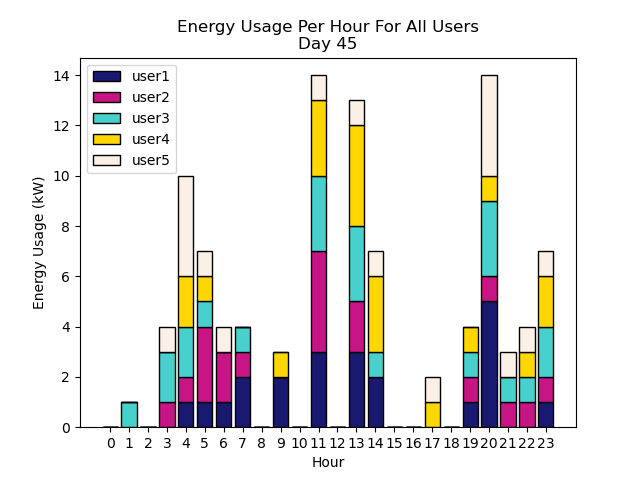 Energy Usage Per Hour For All Users
Day 45
user1
user2
user3
user4
user5
Energy Usage (kW)
14
12
10
8
6
4
2
0
0 1 2 3 4 5 6 7 8 9 10 11 12 13 14 15 16 17 18 19 20 21 22 23
Hour